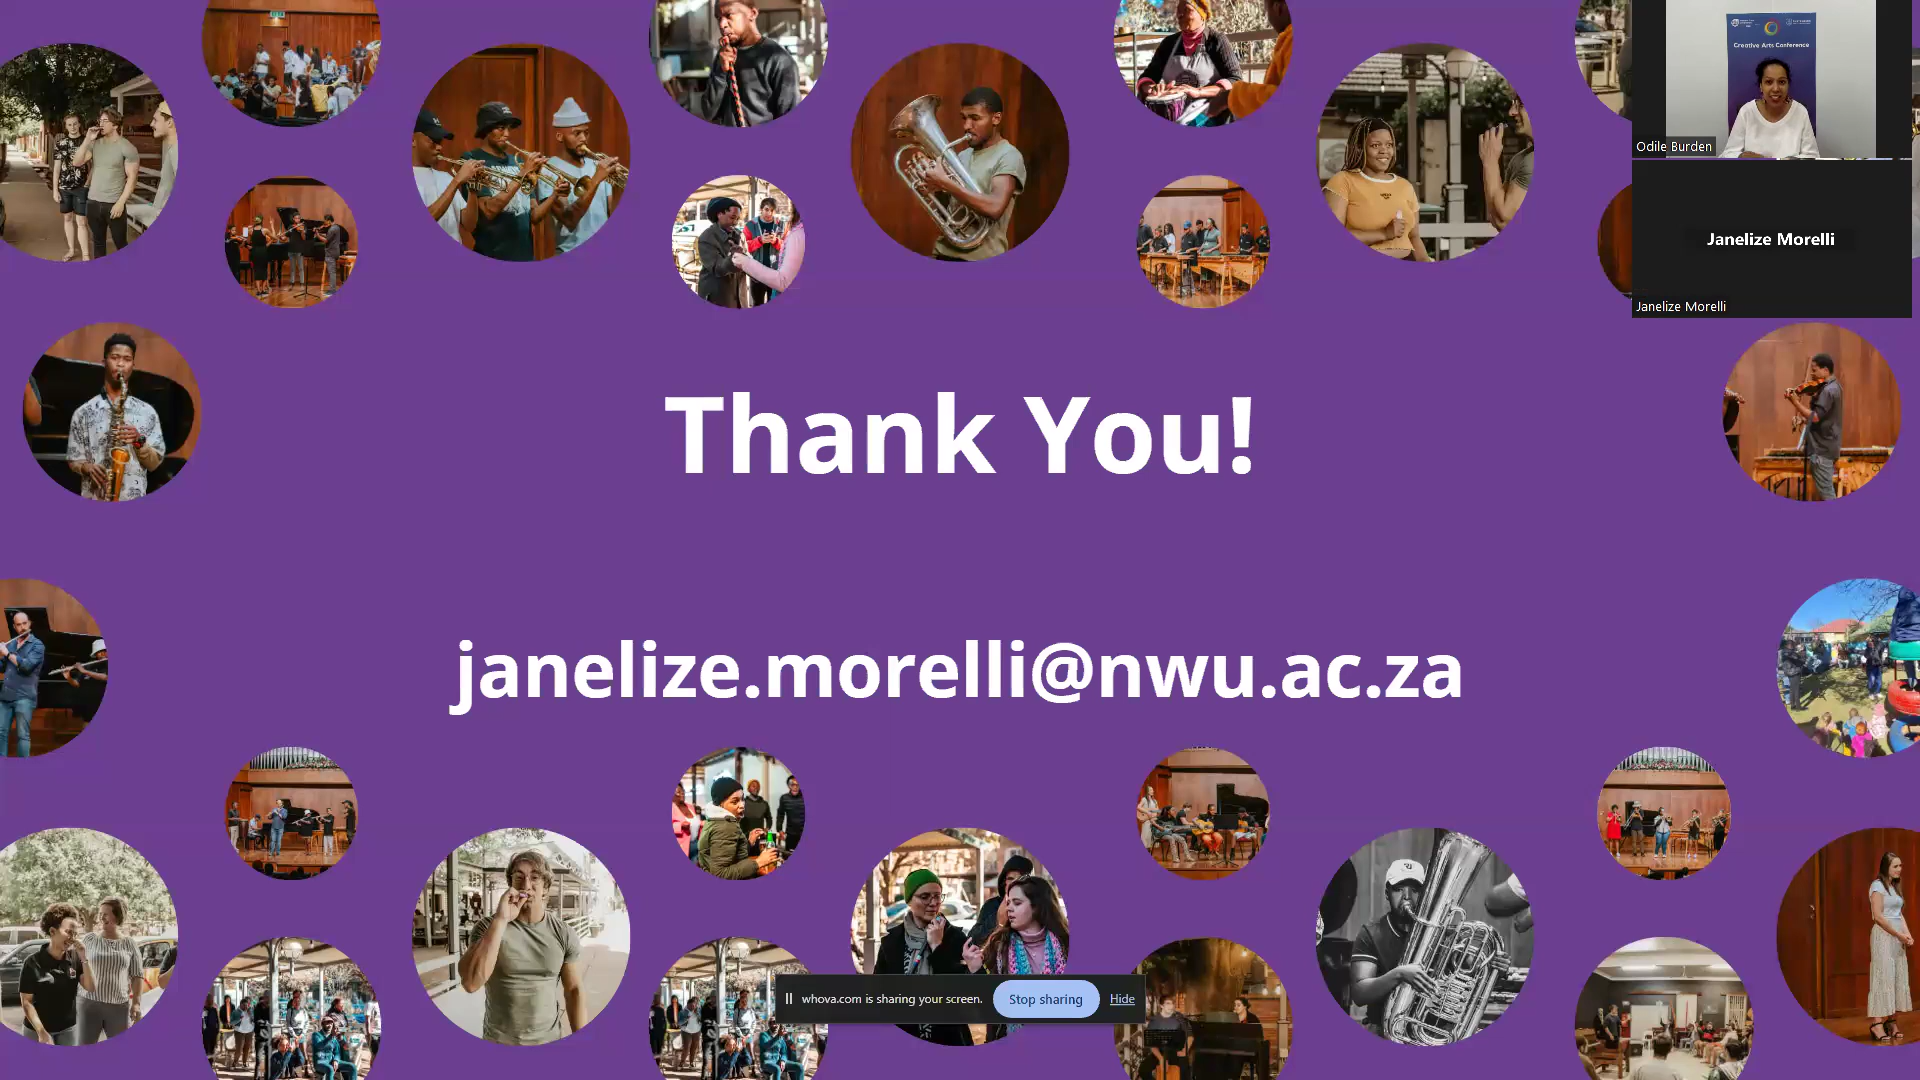 Creative Arts Conference
Odile Burden
Janelize Morelli
Janelize Morelli
Thank You!
janelize.morelli@nwu.ac.za
whova.com is sharing your screen.
Stop sharing
Hide